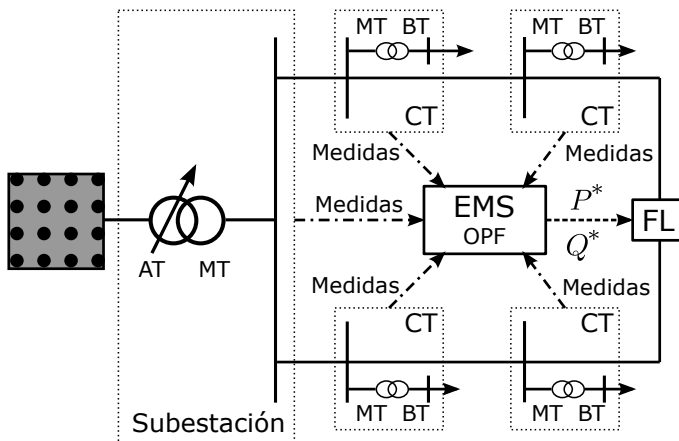 MT BT
MT BT
CT
CT
Medidas
Medidas
Medidas
EMS
OPF
P*
Q*
FL
AT MT
Medidas
Medidas
CT
CT
MT BT
MT BT
Subestación